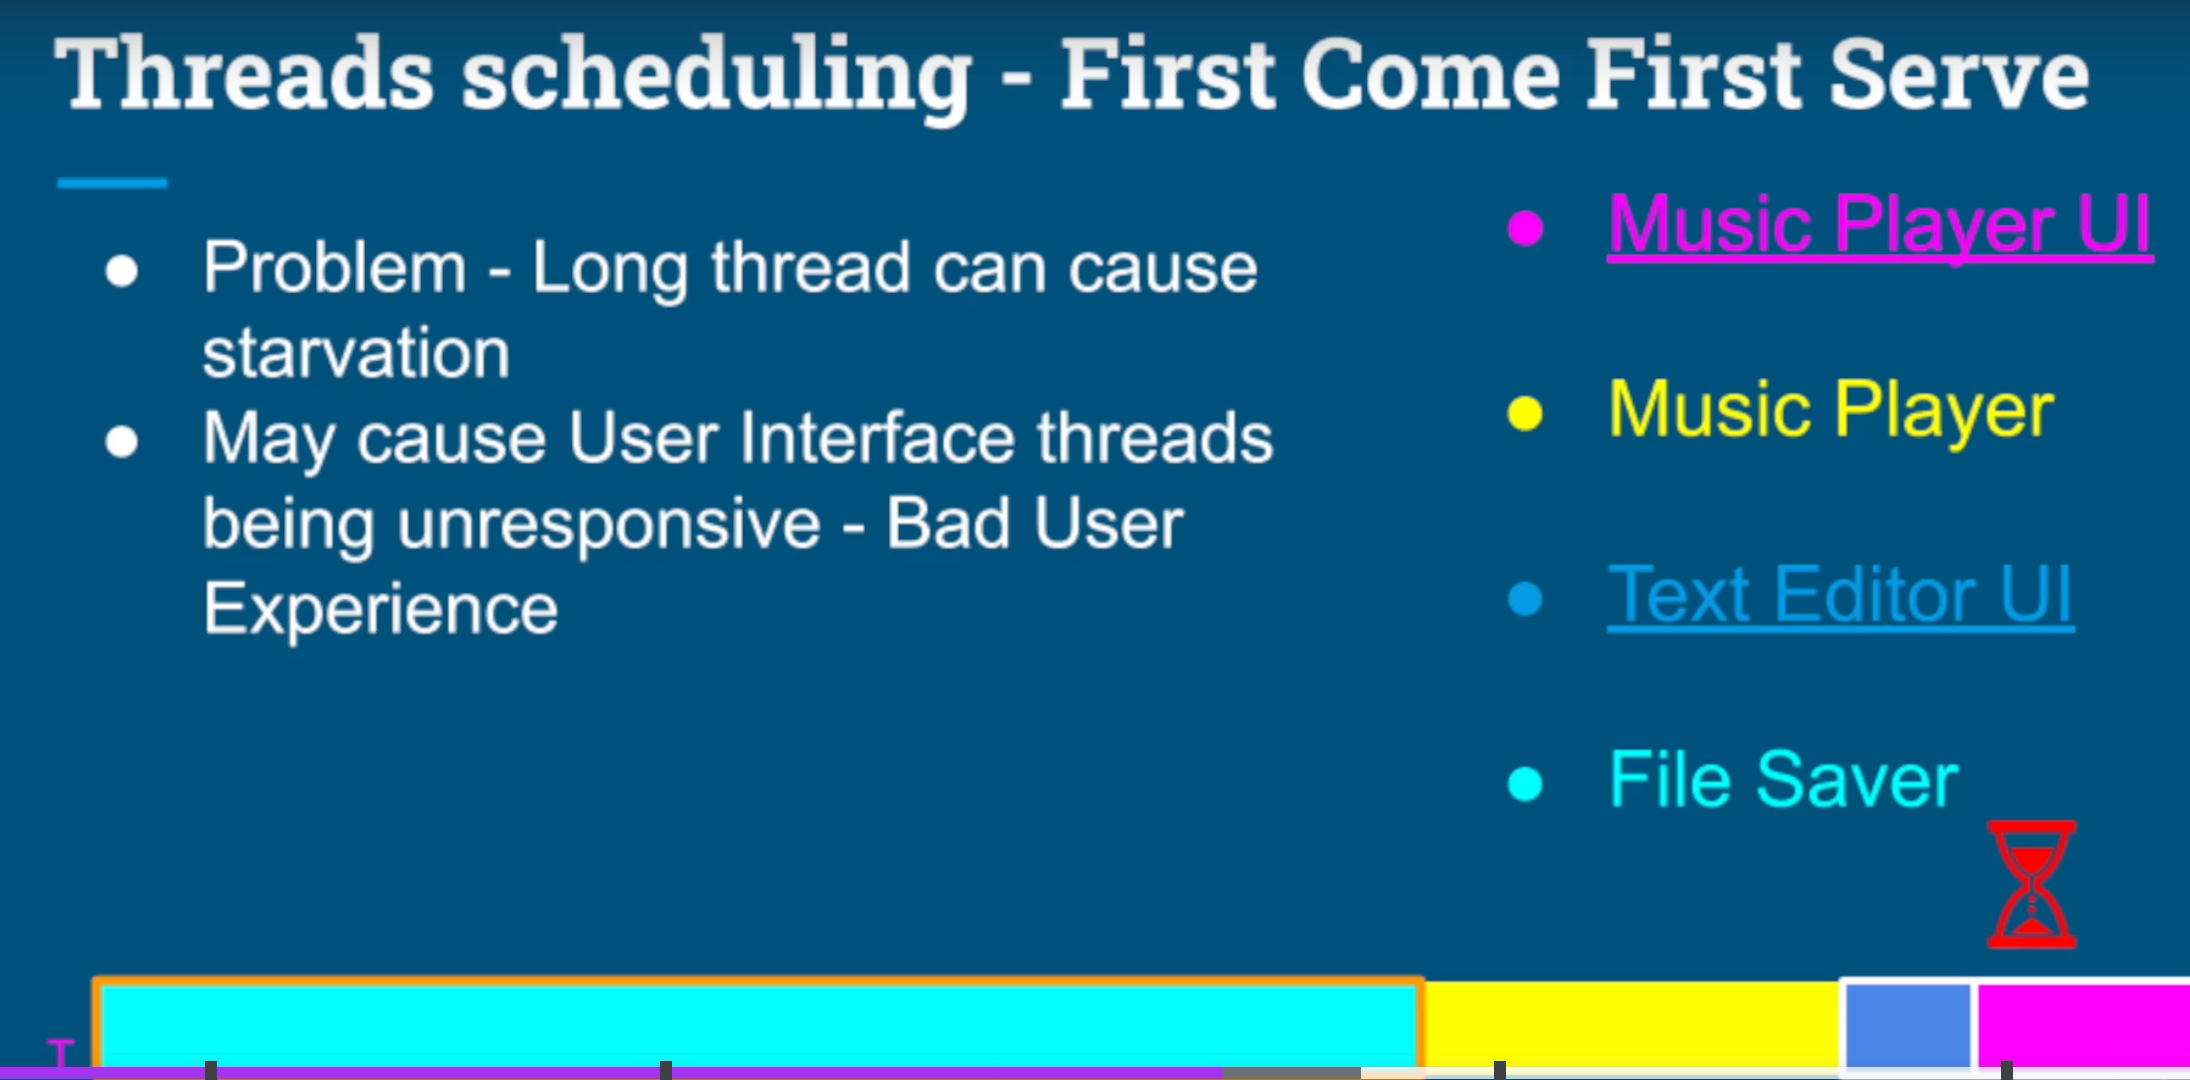 Threads scheduling - First Come First Serve
Problem - Long thread can cause
starvation
May cause User Interface threads
being unresponsive - Bad User
Experience
Music Player UI
Music Player
Text Editor UI
File Saver
T